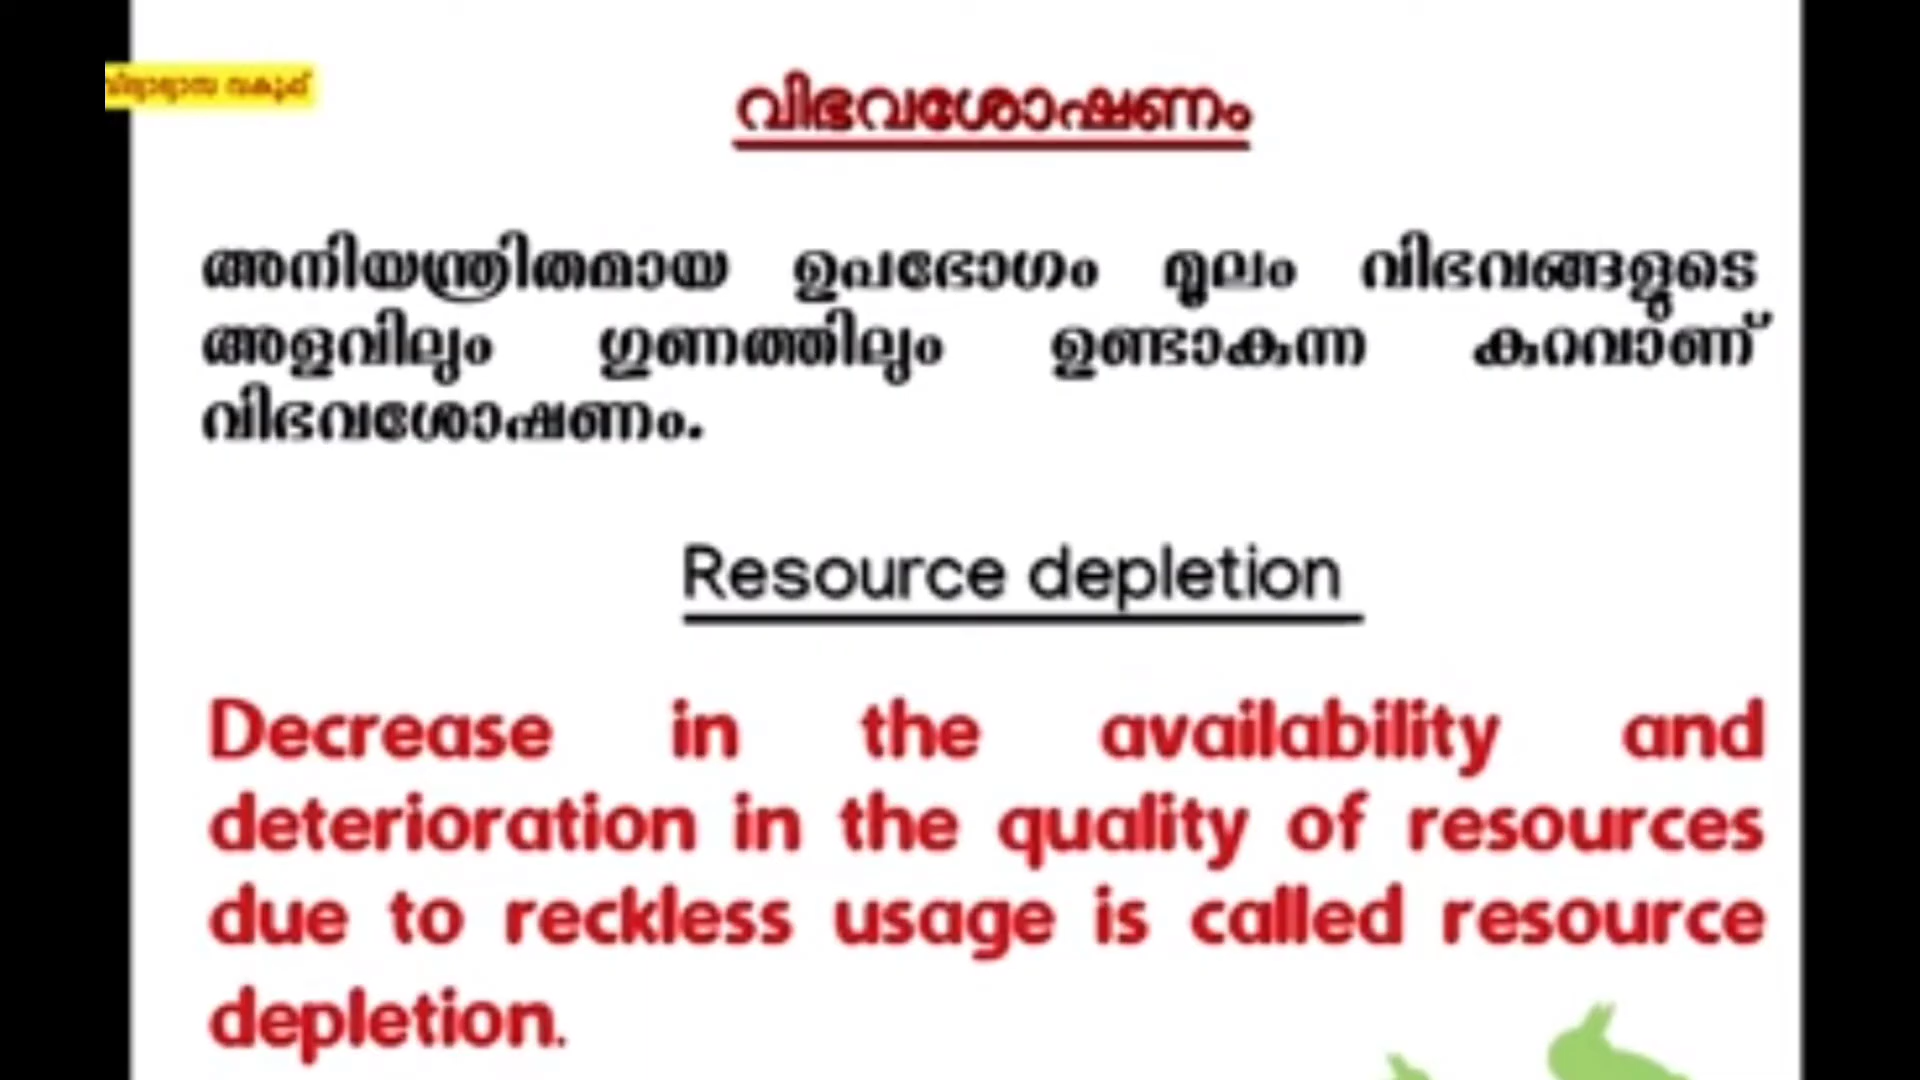 വിദ്യാഭ്യാസ വകുപ്പ്
വിഭവശോഷണം
അനിയന്ത്രിതമായ ഉപഭോഗം മൂലം വിഭവങ്ങളുടെ
അളവിലും ഗുണത്തിലും ഉണ്ടാകുന്ന കുറവാണ്
വിഭവശോഷണം.
Resource depletion
Decrease in the availability and
deterioration in the quality of resources
due to reckless usage is called resource
depletion.